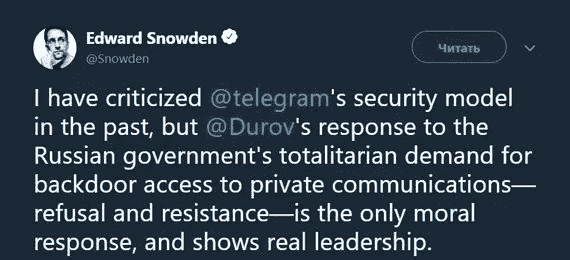 Edward Snowden
@Snowden
Читать
I have criticized @telegram's security model
in the past, but @Durov's response to the
Russian government's totalitarian demand for
backdoor access to private communications—
refusal and resistance—is the only moral
response, and shows real leadership.